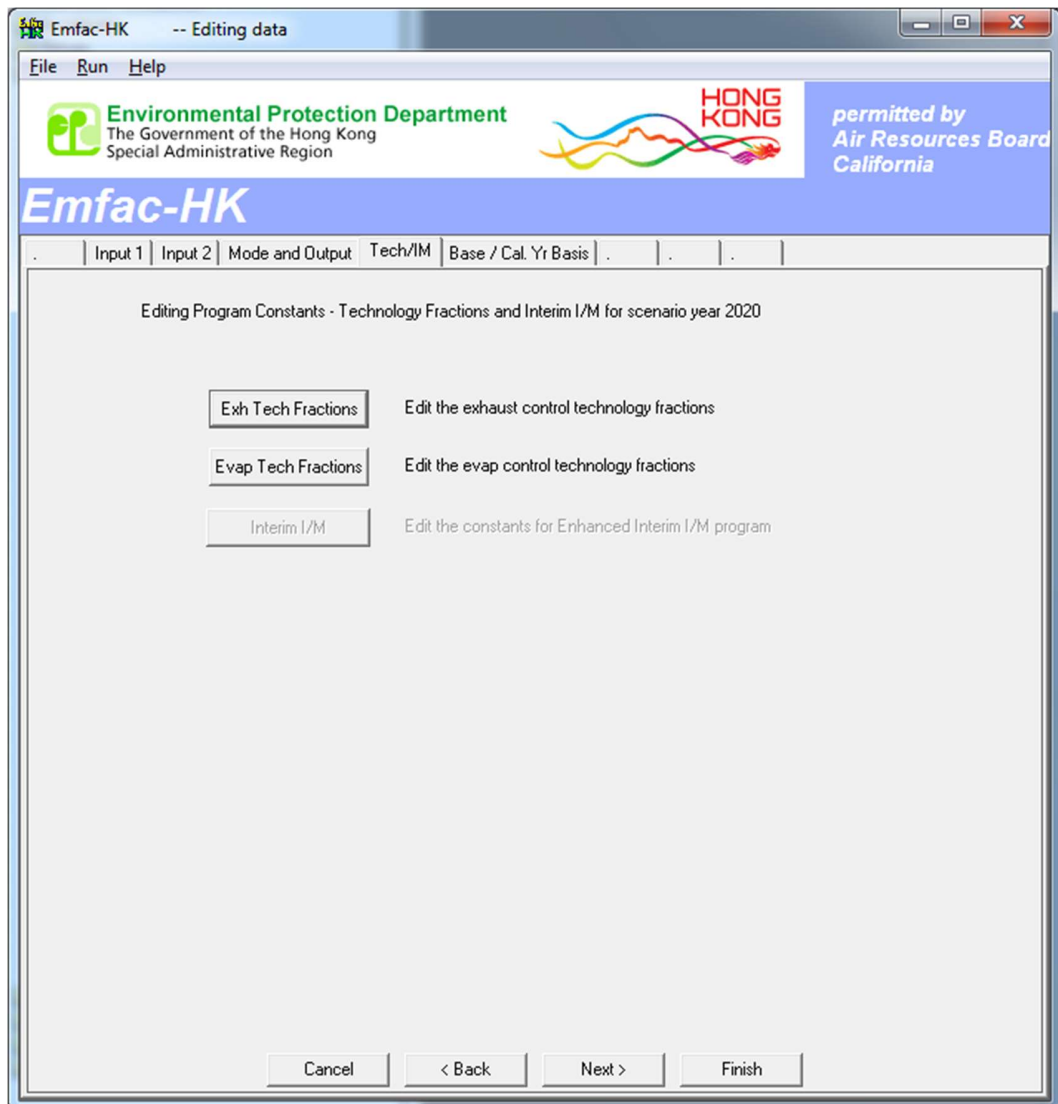 Emfac-HK -- Editing data
File Run Help
Environmental Protection Department
The Government of the Hong Kong
Special Administrative Region
HONG
KONG
permitted by
Air Resources Board
California
Emfac-HK
. Input 1 Input 2 Mode and Output Tech/IM Base / Cal. Yr Basis . . .
Editing Program Constants - Technology Fractions and Interim I/M for scenario year 2020
Exh Tech Fractions Edit the exhaust control technology fractions
Evap Tech Fractions Edit the evap control technology fractions
Interim I/M Edit the constants for Enhanced Interim I/M program
Cancel < Back Next > Finish